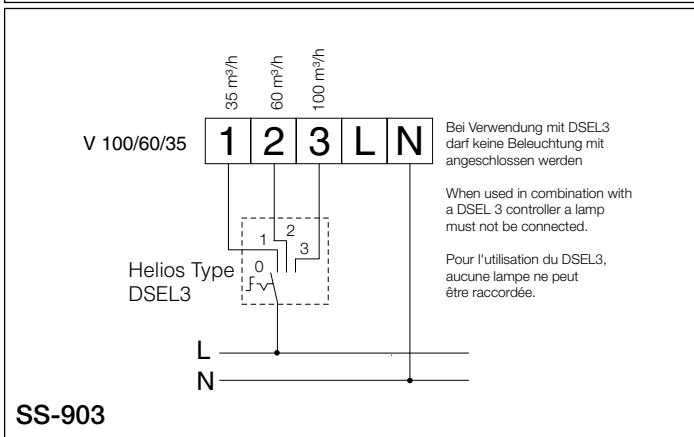 35 m³/h
60 m³/h
100 m³/h
V 100/60/35
1 2 3 L N
Bei Verwendung mit DSEL3
darf keine Beleuchtung mit
angeschlossen werden
When used in combination with
a DSEL 3 controller a lamp
must not be connected.
Pour l'utilisation du DSEL3,
aucune lampe ne peut
être raccordée.
Helios Type
DSEL3
0
1
2
3
L
N
SS-903